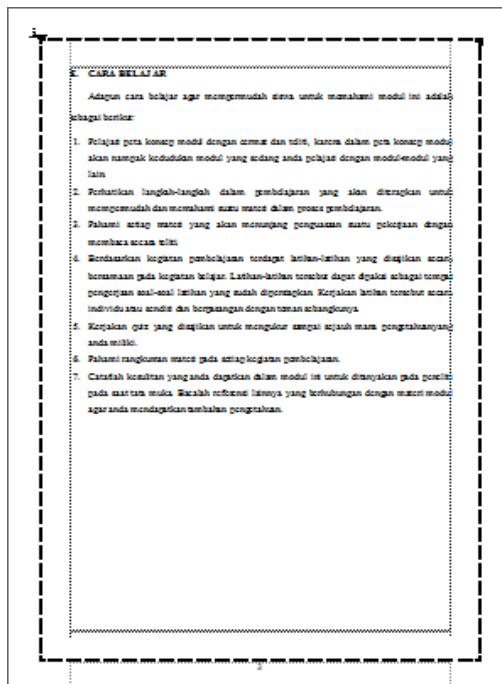 CARA BELAJAR
Adapun cara belajar agar mempermudah siswa untuk memahami modul ini adalah
sebagai berikut:
1. Pelajari peta konsep modul dengan cermat dan teliti, karena dalam peta konsep modul
akan nampak kedudukan modul yang sedang anda pelajari dengan modul-modul yang
lain
2. Perhatikan langkah-langkah dalam pembelajaran yang akan diterapkan untuk
mempermudah dan memahami suatu materi dalam proses pembelajaran.
3. Pahami setiap materi yang akan menunjang penguasaan suatu pekerjaan dengan
membaca secara teliti.
4. Berdasarkan kegiatan pembelajaran terdapat latihan-latihan yang disajikan secara
bersamaan pada kegiatan belajar. Latihan-latihan tersebut dapat dipakai sebagai tempat
pengerjaan soal-soal latihan yang sudah dipersiapkan. Kerjakan latihan tersebut secara
individu atau sendiri dan berpasangan dengan teman sebangkunya.
5. Kerjakan quiz yang disajikan untuk mengukur sampai sejauh mana pengetahuanyang
anda miliki.
6. Pahami rangkuman materi pada setiap kegiatan pembelajaran.
7. Catatlah kesulitan yang anda dapatkan dalam modul ini untuk ditanyakan pada peneliti
pada saat tata muka. Bacalah referensi lainnya yang berhubungan dengan materi modul
agar anda mendapatkan tambahan pengetahuan.